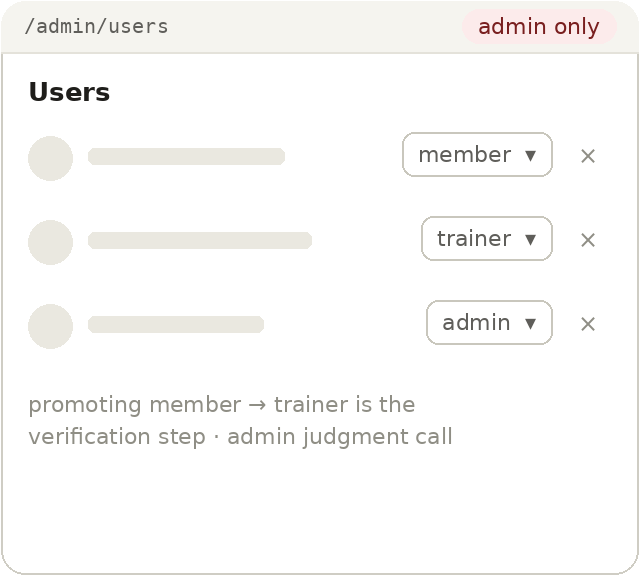 /admin/users admin only
Users
member ▼ ×
trainer ▼ ×
admin ▼ ×
promoting member → trainer is the
verification step · admin judgment call